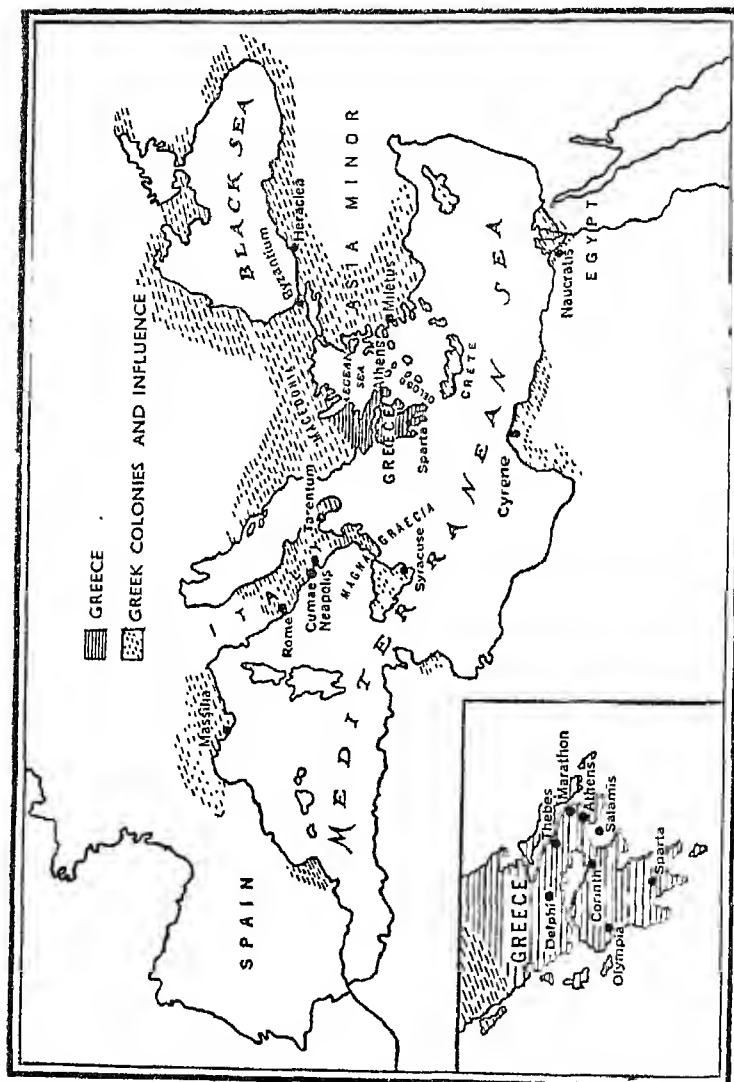 GREECE
GREEK COLONIES AND INFLUENCE
BLACK SEA
Byzantium
Heraclea
ASIA MINOR
MACEDONIA
AEGEAN
SEA
Athens
Miletus
GREECE
Sparta
CRETE
ITALY
Rome
Cumae
Neapolis
Tarentum
MAGNA GRAECIA
Syracuse
Massilia
SPAIN
MEDITERRANEAN SEA
Cyrene
Naucratis
EGYPT
GREECE
Thebes
Marathon
Delphi
Athens
Salamis
Corinth
Olympia
Sparta